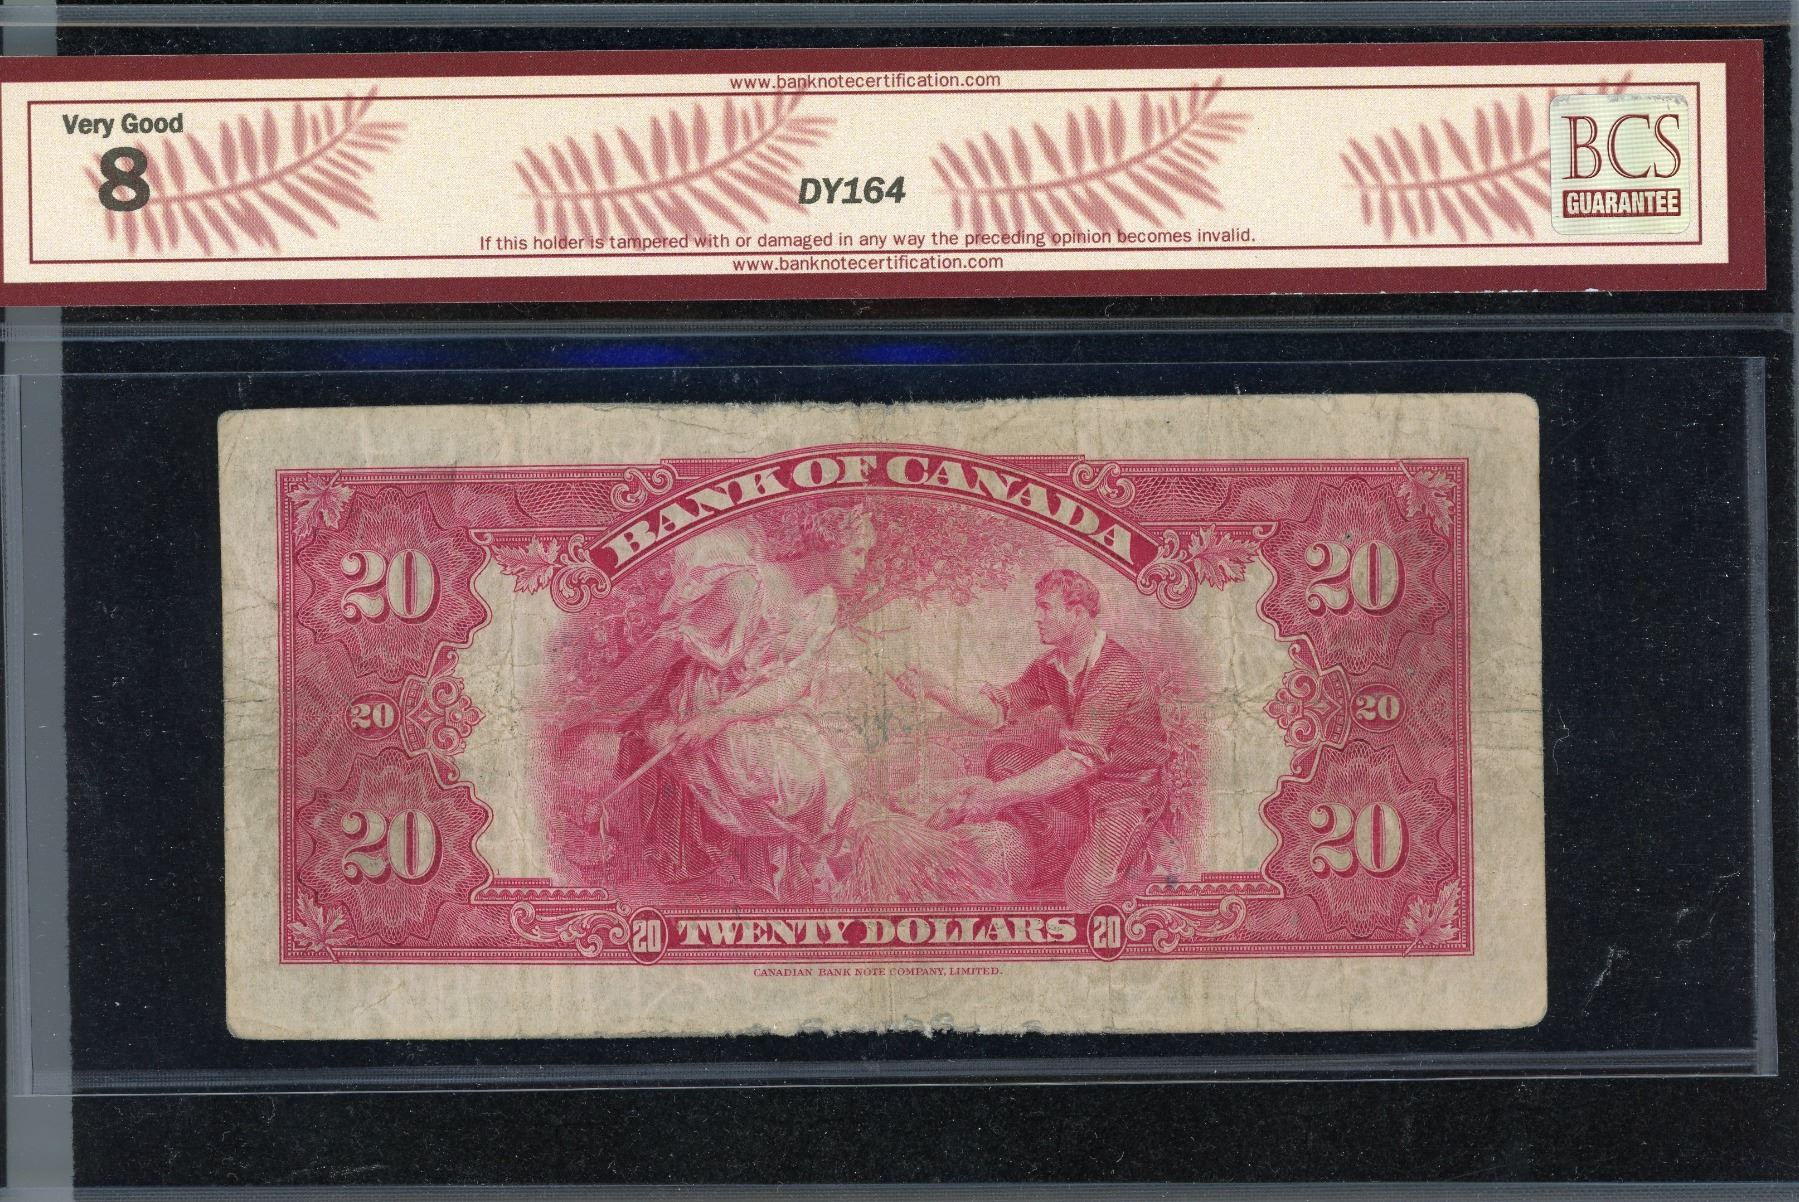 www.banknotecertification.com
Very Good
8
DY164
BCS
GUARANTEE
If this holder is tampered with or damaged in any way the preceding opinion becomes invalid.
www.banknotecertification.com
BANK OF CANADA
20 20
20 20
20 20
20 TWENTY DOLLARS 20
CANADIAN BANK NOTE COMPANY, LIMITED.